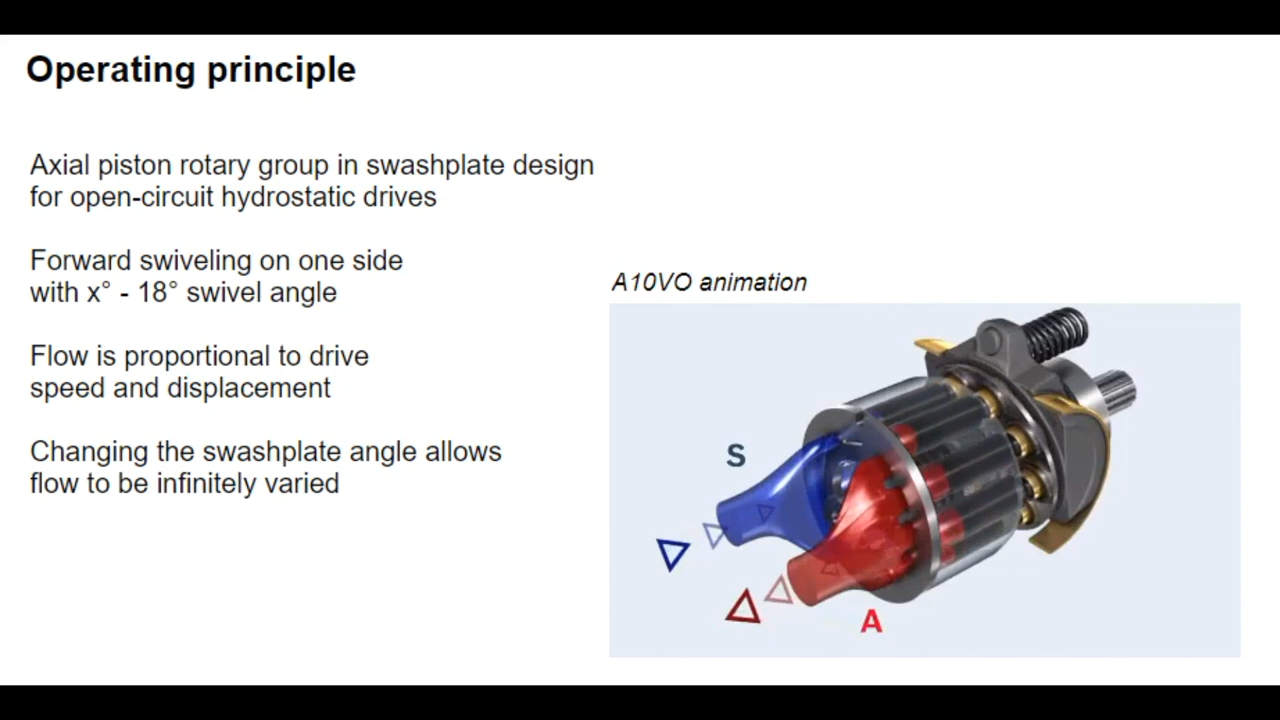 Operating principle
Axial piston rotary group in swashplate design
for open-circuit hydrostatic drives
Forward swiveling on one side
with x° - 18° swivel angle
Flow is proportional to drive
speed and displacement
Changing the swashplate angle allows
flow to be infinitely varied
A10VO animation
S
A